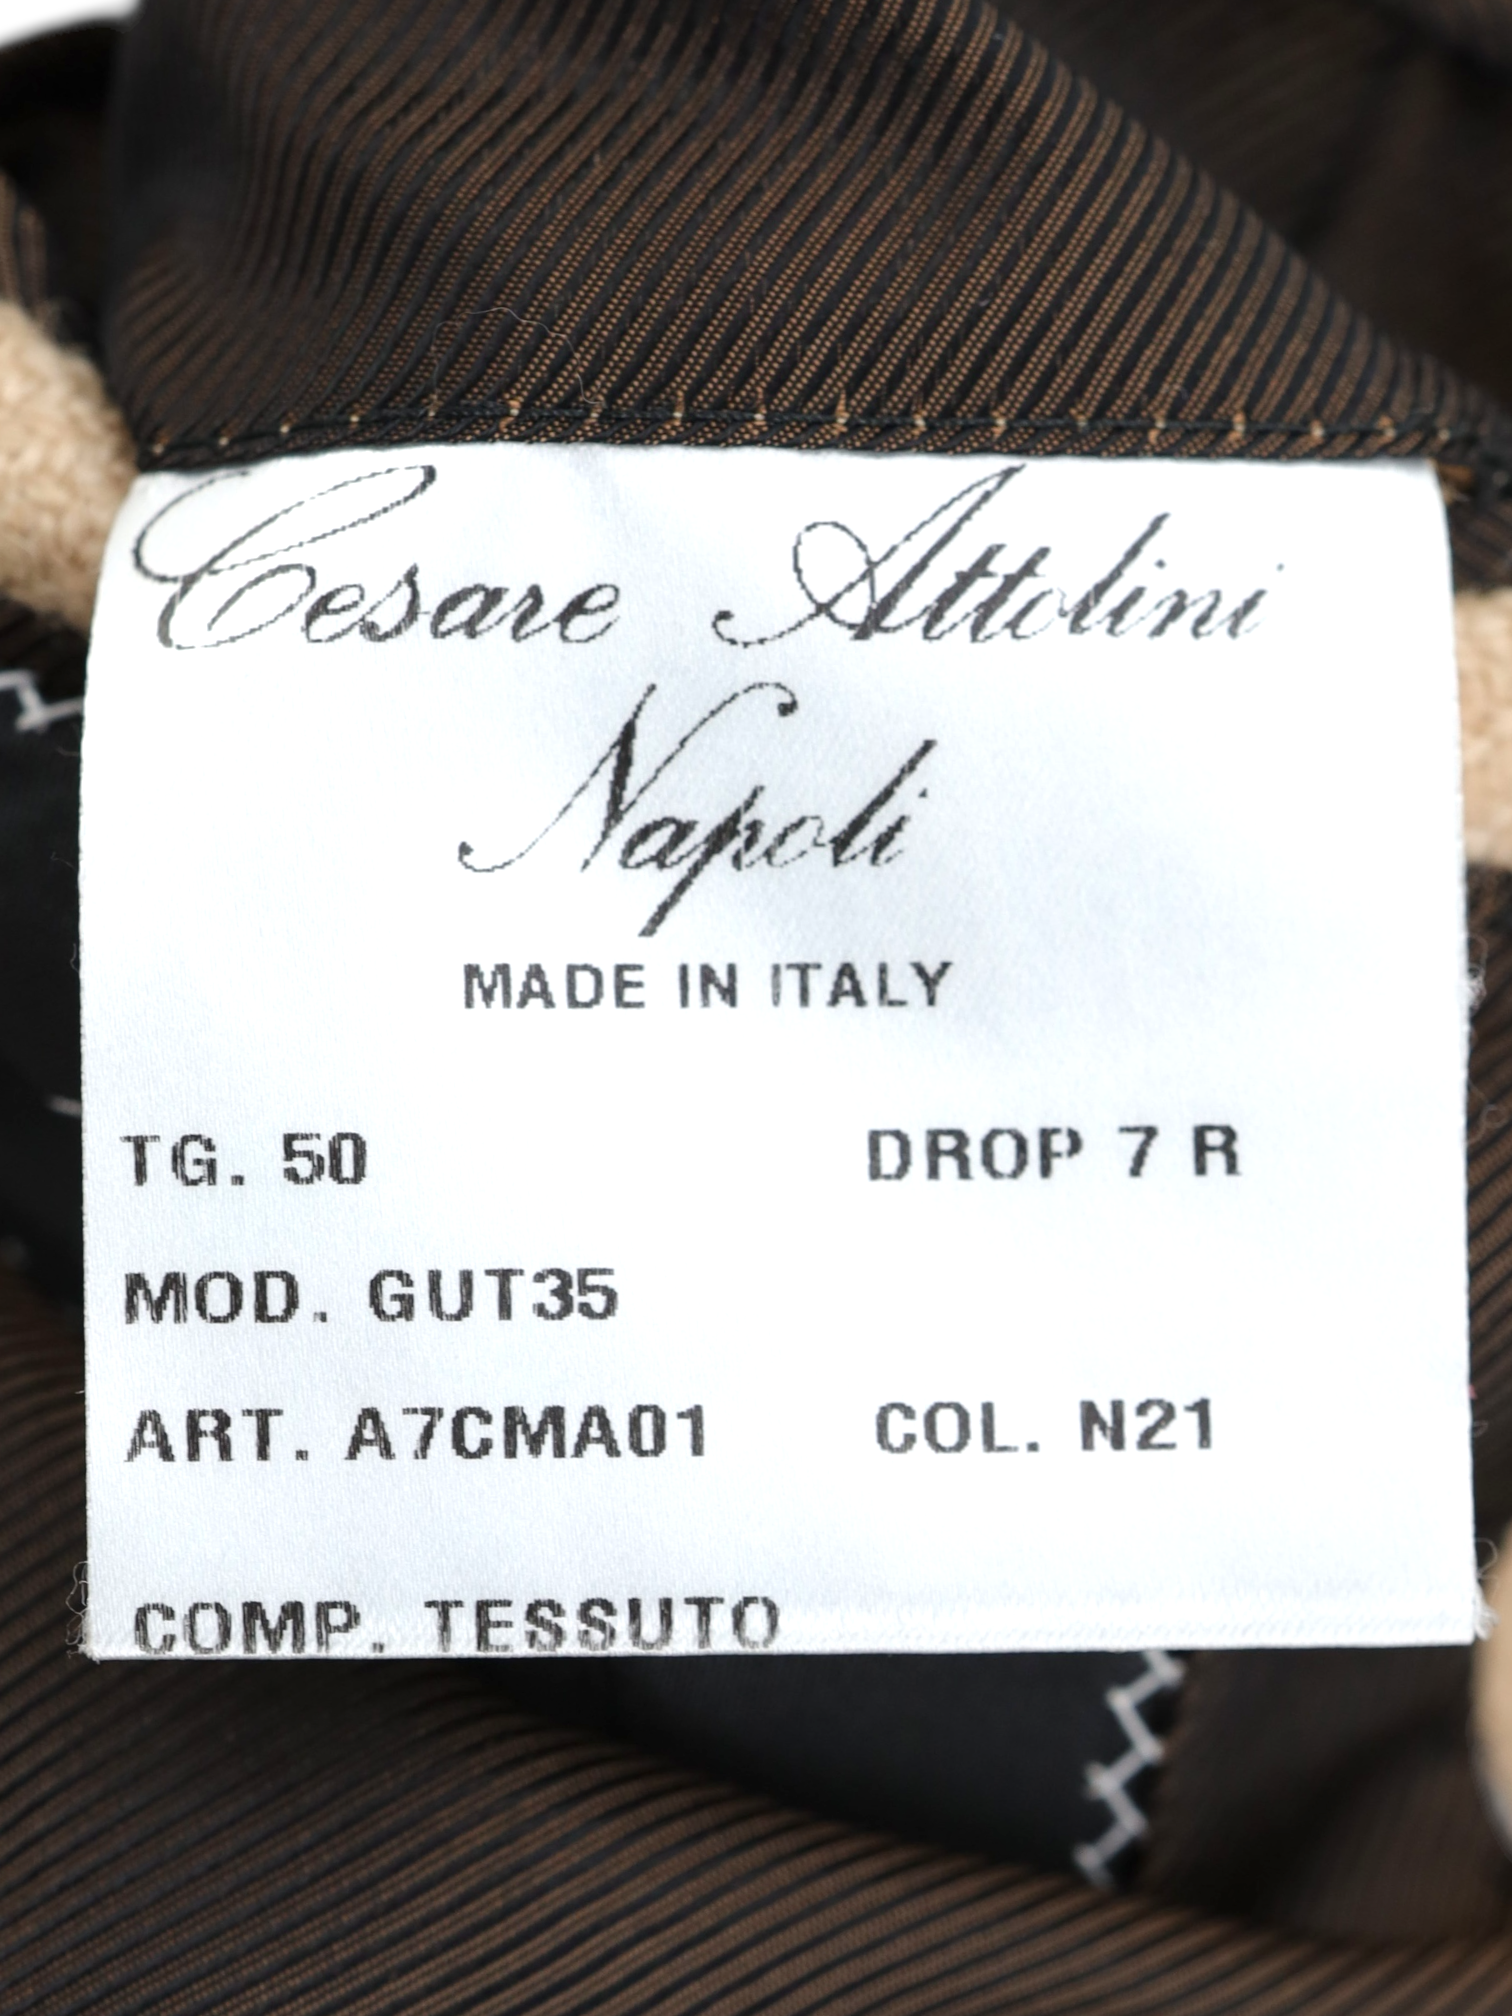 Cesare Attolini
Napoli
MADE IN ITALY
TG. 50 DROP 7 R
MOD. GUT35
ART. A7CMA01 COL. N21
COMP. TESSUTO